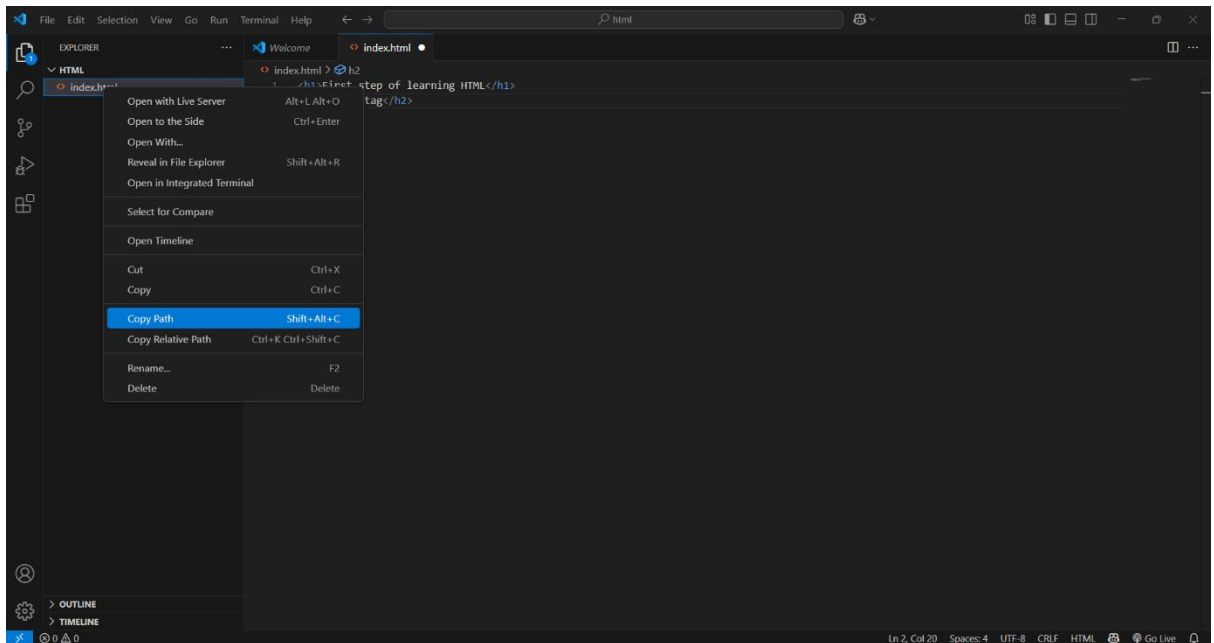 File Edit Selection View Go Run Terminal Help
html
EXPLORER
Welcome
index.html
HTML
index.html > h2
index.html
1 <h1>First step of learning HTML</h1>
tag</h2>
Open with Live Server Alt+L Alt+O
Open to the Side Ctrl+Enter
Open With...
Reveal in File Explorer Shift+Alt+R
Open in Integrated Terminal
Select for Compare
Open Timeline
Cut Ctrl+X
Copy Ctrl+C
Copy Path Shift+Alt+C
Copy Relative Path Ctrl+K Ctrl+Shift+C
Rename... F2
Delete Delete
1
> OUTLINE
> TIMELINE
0 0
Ln 2, Col 20 Spaces: 4 UTF-8 CRLF HTML Go Live